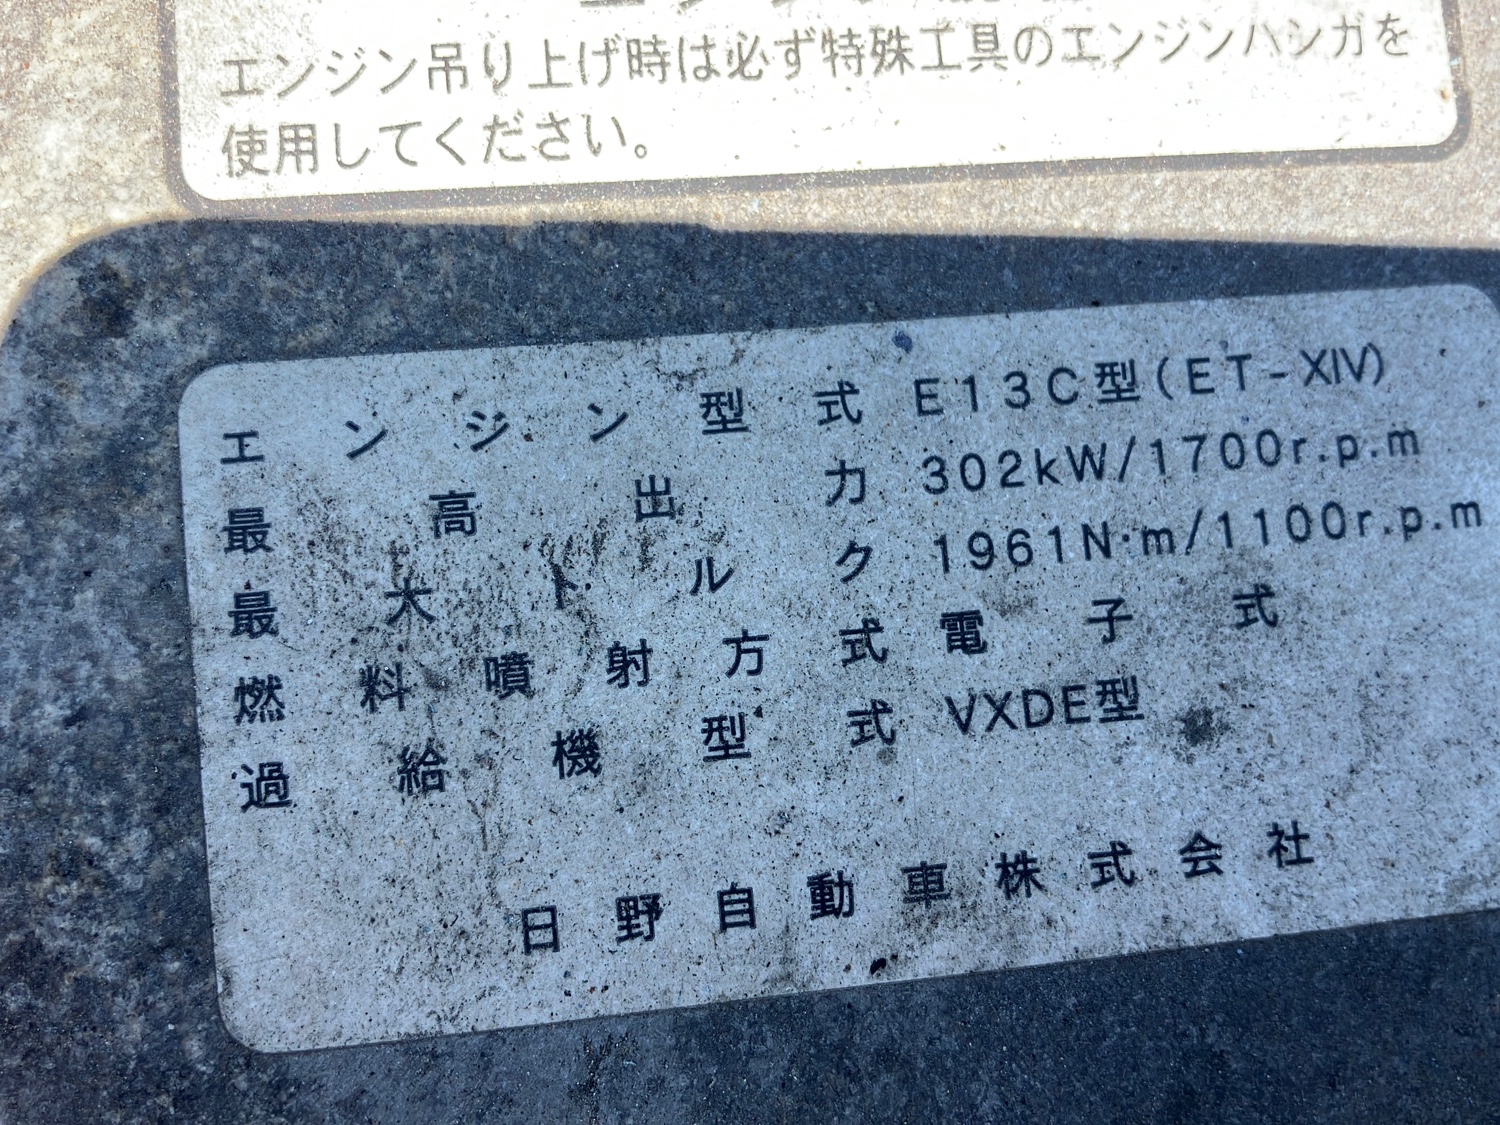 エンジン吊り上げ時は必ず特殊工具のエンジンハンガを
使用してください。
エンジン型式 E13C型(ET-XIV)
最高出力 302kW/1700r.p.m
最大トルク 1961N·m/1100r.p.m
燃料噴射方式 電子式
過給機型式 VXDE型
日野自動車株式会社